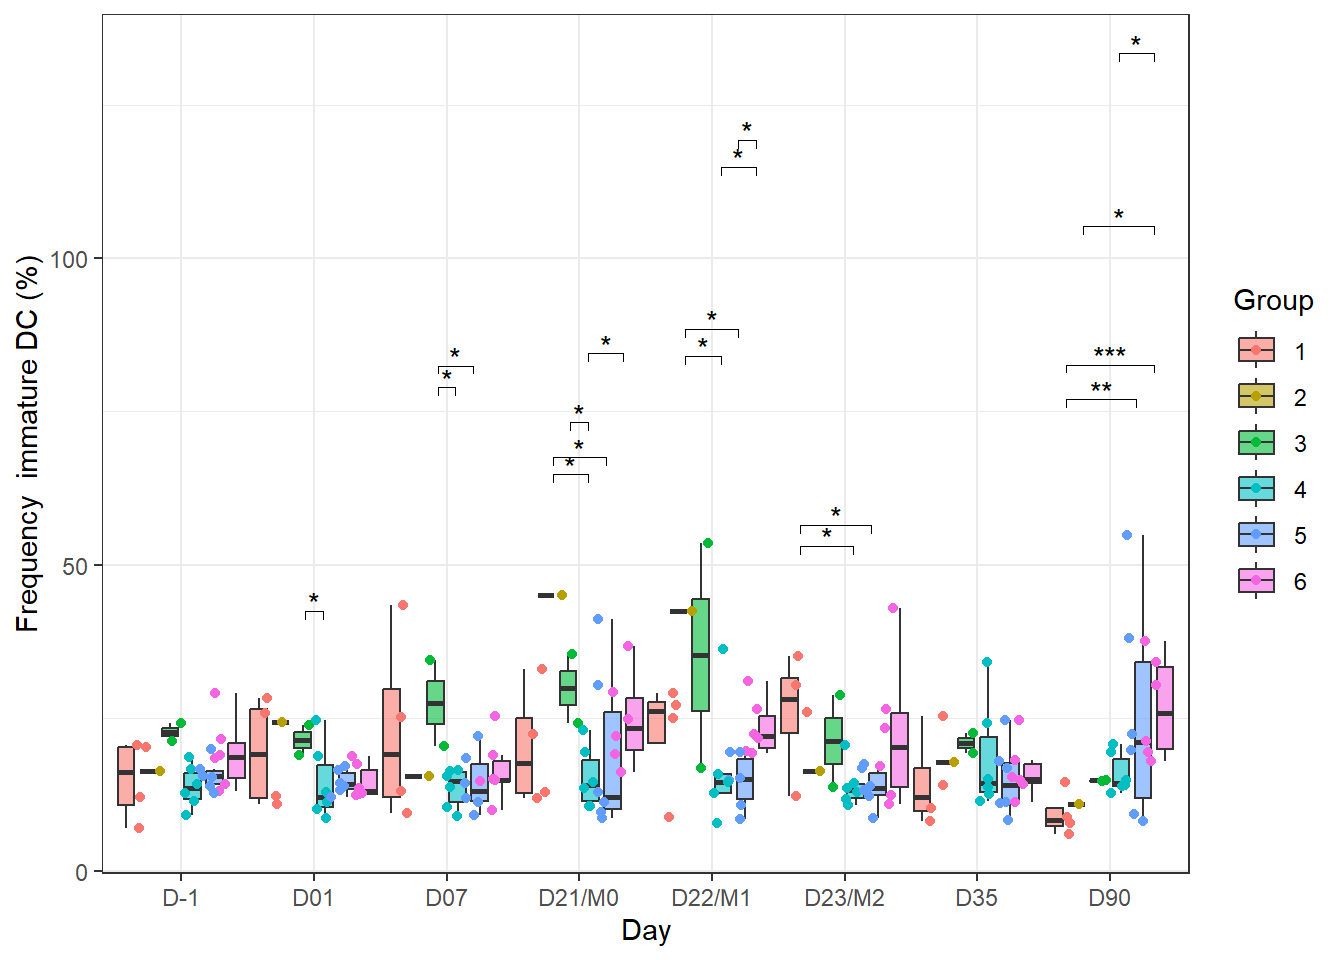 *
*
*
*
*
*
*
*
*
***
**
*
*
*
*
*
*
*
*
Frequency  immature DC (%)
100
50
0
D-1
D01
D07
D21/M0
D22/M1
D23/M2
D35
D90
Day
Group
1
2
3
4
5
6